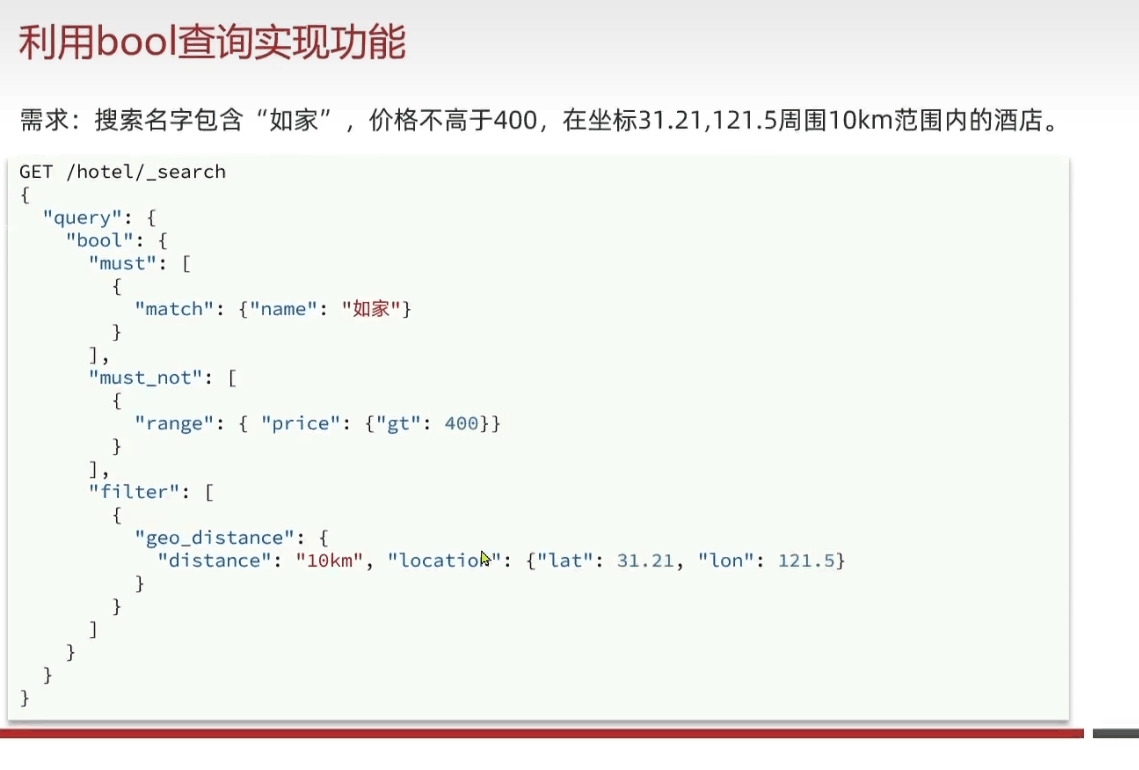 利用bool查询实现功能
需求：搜索名字包含“如家”，价格不高于400，在坐标31.21,121.5周围10km范围内的酒店。
GET /hotel/_search
{
  "query": {
    "bool": {
      "must": [
        {
          "match": {"name": "如家"}
        }
      ],
      "must_not": [
        {
          "range": { "price": {"gt": 400}}
        }
      ],
      "filter": [
        {
          "geo_distance": {
            "distance": "10km", "location": {"lat": 31.21, "lon": 121.5}
          }
        }
      ]
    }
  }
}